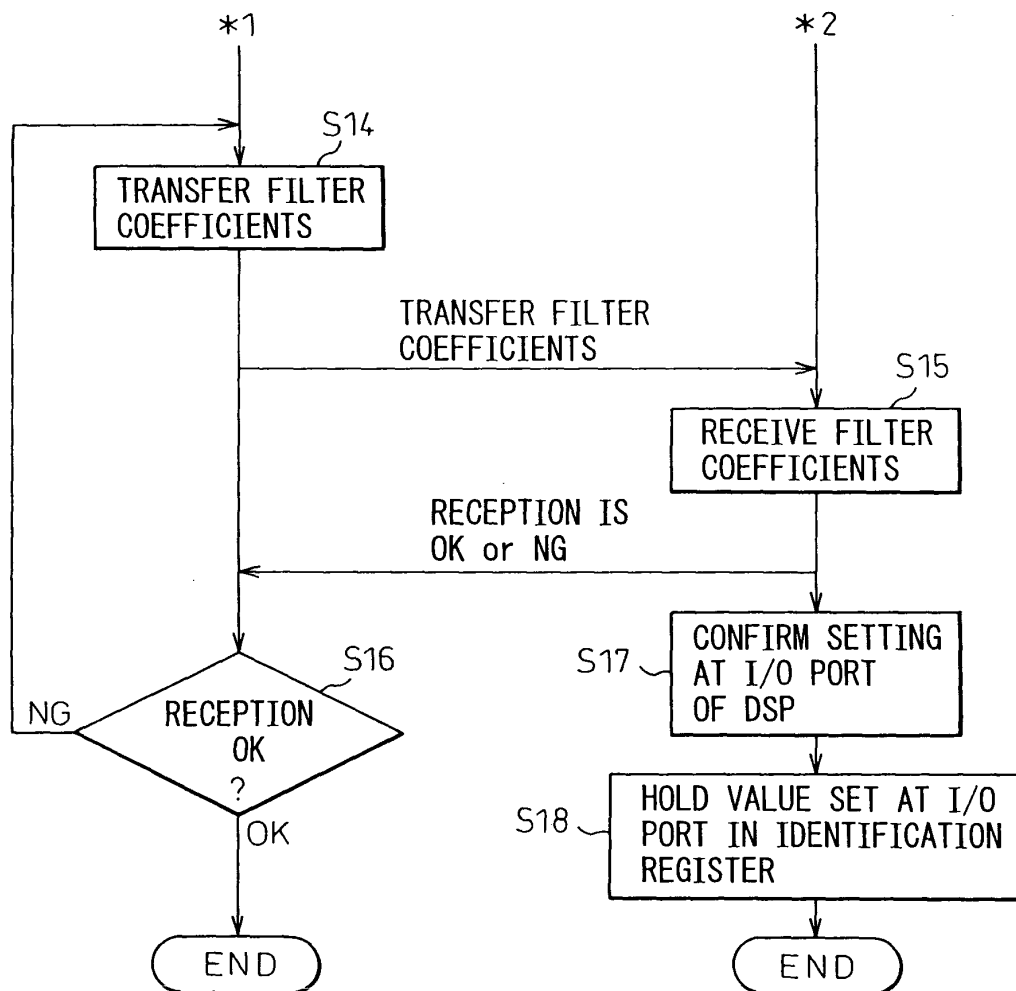 *1
*2
S14
TRANSFER FILTER
COEFFICIENTS
TRANSFER FILTER
COEFFICIENTS
S15
RECEIVE FILTER
COEFFICIENTS
RECEPTION IS
OK or NG
S16
NG
RECEPTION
OK
?
OK
END
S17
CONFIRM SETTING
AT I/O PORT
OF DSP
S18
HOLD VALUE SET AT I/O
PORT IN IDENTIFICATION
REGISTER
END